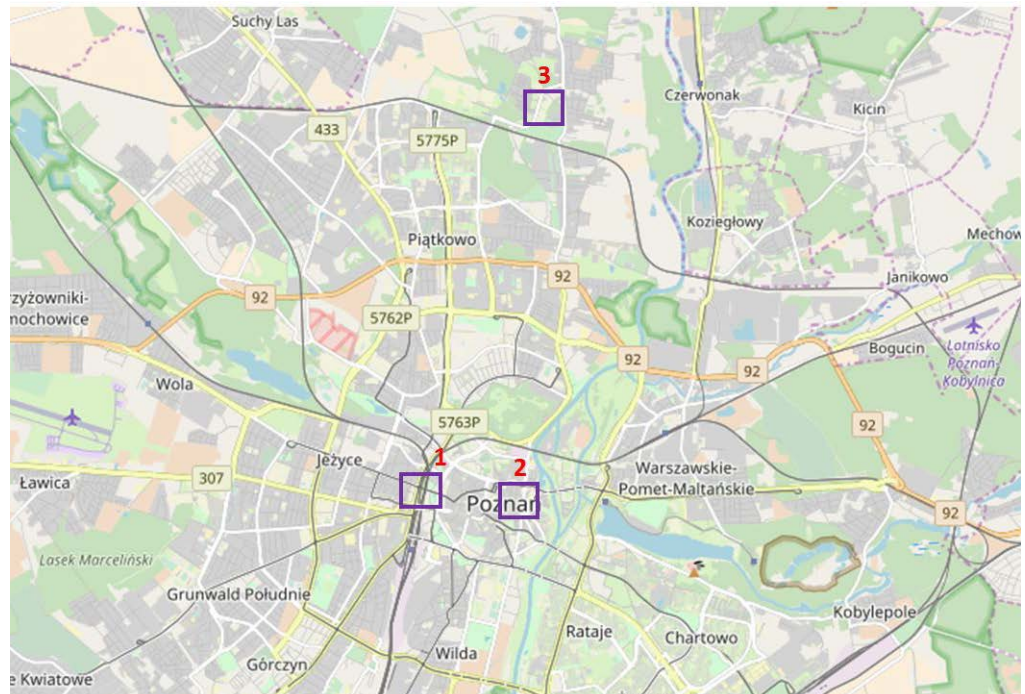 Suchy Las
3
Czerwonak
Kicin
433
5775P
Koziegłowy
Piątkowo
Mechow
92
Janikowo
92
rzyżowniki-
mochowice
5762P
Lotnisko
Poznań-
Kobylnica
Bogucin
92
92
Wola
5763P
92
1
Jeżyce
2
Warszawskie-
Pomet-Maltańskie
307
Ławica
Poznań
92
Lasek Marceliński
Grunwald Południe
Kobylepole
Rataje
Chartowo
Wilda
Górczyn
e Kwiatowe